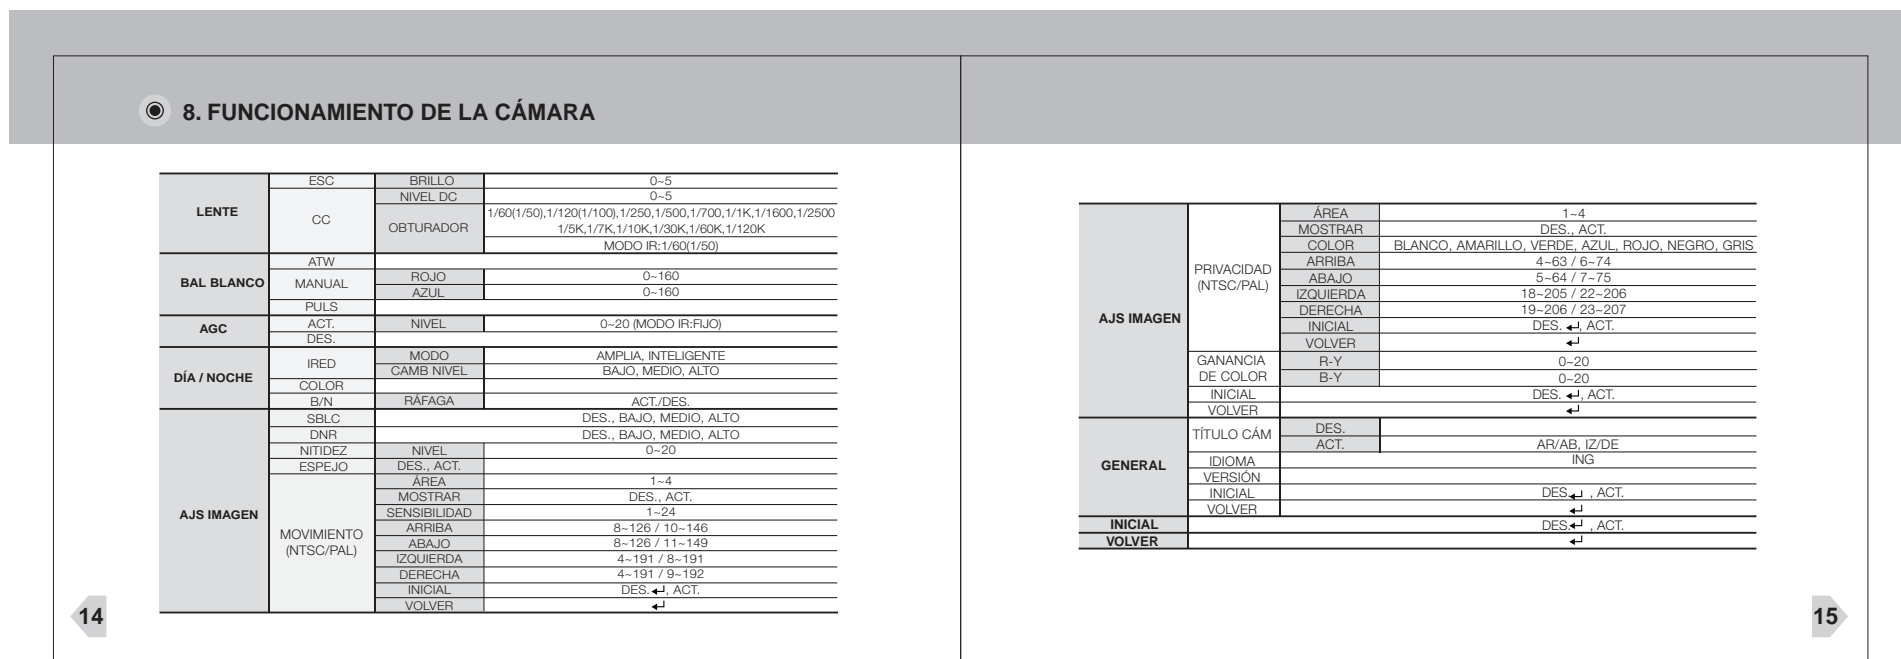 8. FUNCIONAMIENTO DE LA CÁMARA
LENTE
ESC BRILLO 0~5
CC NIVEL DC 0~5
OBTURADOR 1/60(1/50),1/120(1/100),1/250,1/500,1/700,1/1K,1/1600,1/2500
1/5K,1/7K,1/10K,1/30K,1/60K,1/120K
MODO IR:1/60(1/50)
BAL BLANCO
ATW
MANUAL ROJO 0~160
AZUL 0~160
PULS
AGC
ACT. NIVEL 0~20 (MODO IR:FIJO)
DES.
DÍA / NOCHE
IRED MODO AMPLIA, INTELIGENTE
CAMB NIVEL BAJO, MEDIO, ALTO
COLOR
B/N RÁFAGA ACT./DES.
AJS IMAGEN
SBLC DES., BAJO, MEDIO, ALTO
DNR DES., BAJO, MEDIO, ALTO
NITIDEZ NIVEL 0~20
ESPEJO DES., ACT.
MOVIMIENTO
(NTSC/PAL)
ÁREA 1~4
MOSTRAR DES., ACT.
SENSIBILIDAD 1~24
ARRIBA 8~126 / 10~146
ABAJO 8~126 / 11~149
IZQUIERDA 4~191 / 8~191
DERECHA 4~191 / 9~192
INICIAL DES. ↵, ACT.
VOLVER ↵
14
AJS IMAGEN
PRIVACIDAD
(NTSC/PAL)
ÁREA 1~4
MOSTRAR DES., ACT.
COLOR BLANCO, AMARILLO, VERDE, AZUL, ROJO, NEGRO, GRIS
ARRIBA 4~63 / 6~74
ABAJO 5~64 / 7~75
IZQUIERDA 18~205 / 22~206
DERECHA 19~206 / 23~207
INICIAL DES. ↵, ACT.
VOLVER ↵
GANANCIA
DE COLOR
R-Y 0~20
B-Y 0~20
INICIAL DES. ↵, ACT.
VOLVER ↵
GENERAL
TÍTULO CÁM DES.
ACT. AR/AB, IZ/DE
IDIOMA ING
VERSIÓN
INICIAL DES.↵ , ACT.
VOLVER ↵
INICIAL DES.↵ , ACT.
VOLVER ↵
15